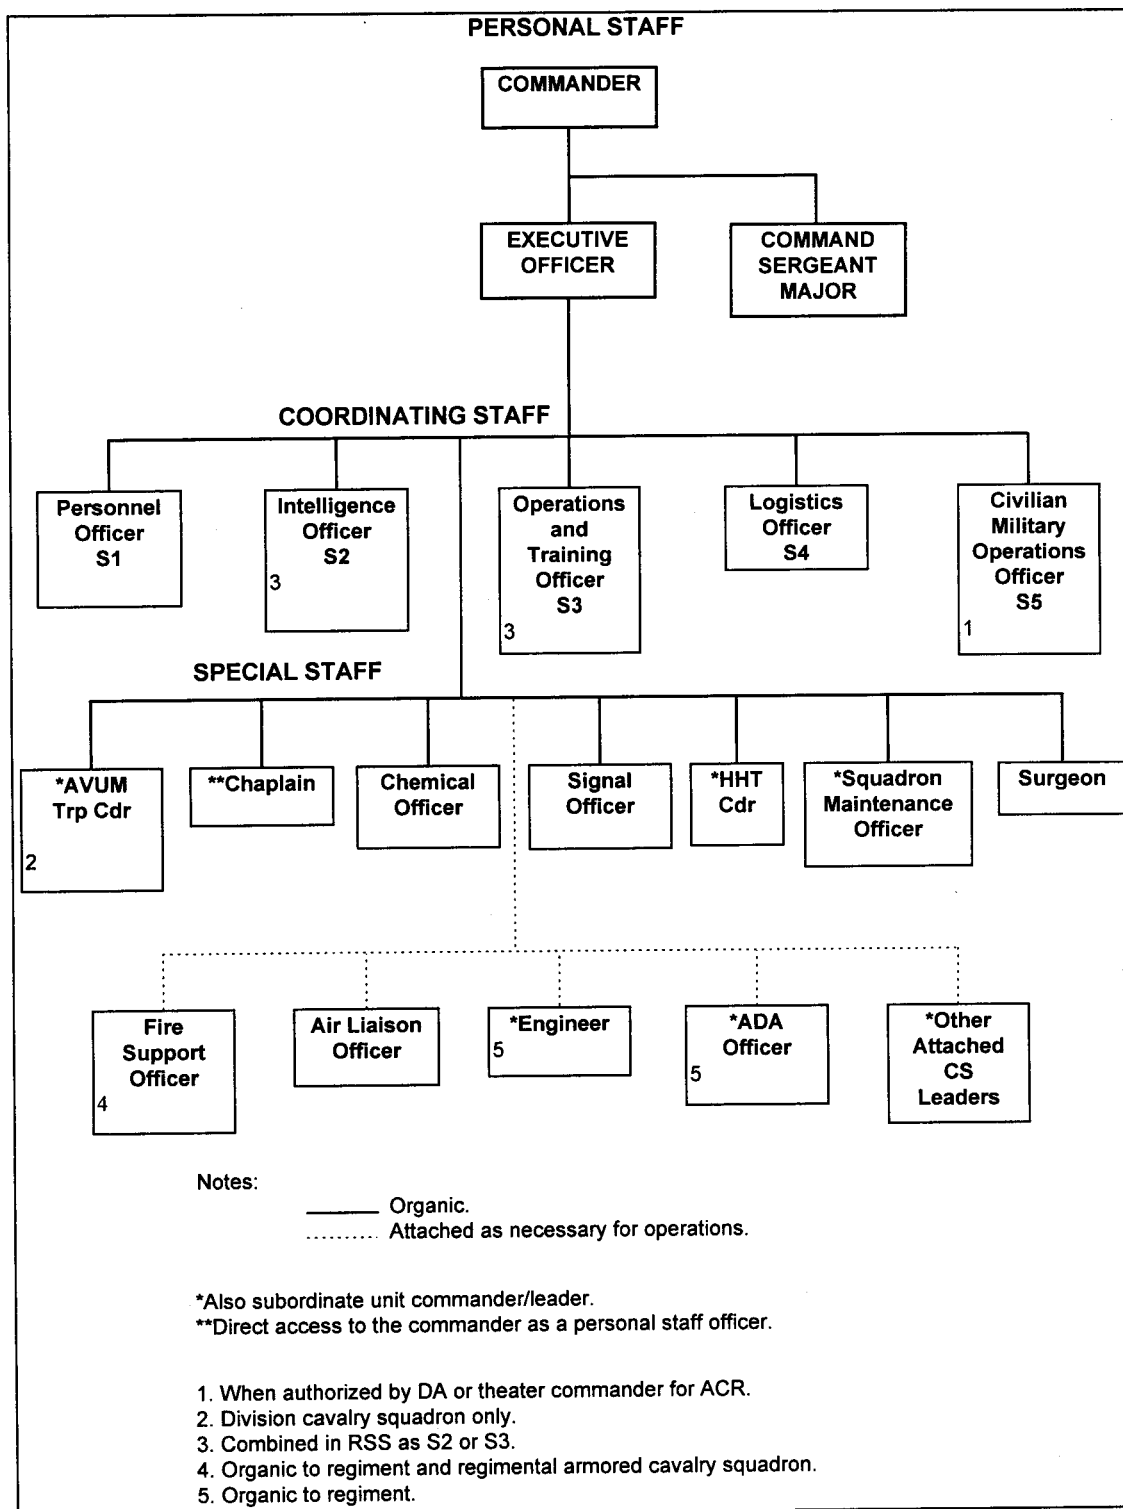 PERSONAL STAFF
COMMANDER
EXECUTIVE
OFFICER
COMMAND
SERGEANT
MAJOR
COORDINATING STAFF
Personnel
Officer
S1
Intelligence
Officer
S2
3
Operations
and
Training
Officer
S3
3
Logistics
Officer
S4
Civilian
Military
Operations
Officer
S5
1
SPECIAL STAFF
*AVUM
Trp Cdr
2
**Chaplain
Chemical
Officer
Signal
Officer
*HHT
Cdr
*Squadron
Maintenance
Officer
Surgeon
Fire
Support
Officer
4
Air Liaison
Officer
*Engineer
5
*ADA
Officer
5
*Other
Attached
CS
Leaders
Notes:
Organic.
Attached as necessary for operations.
*Also subordinate unit commander/leader.
**Direct access to the commander as a personal staff officer.
1. When authorized by DA or theater commander for ACR.
2. Division cavalry squadron only.
3. Combined in RSS as S2 or S3.
4. Organic to regiment and regimental armored cavalry squadron.
5. Organic to regiment.